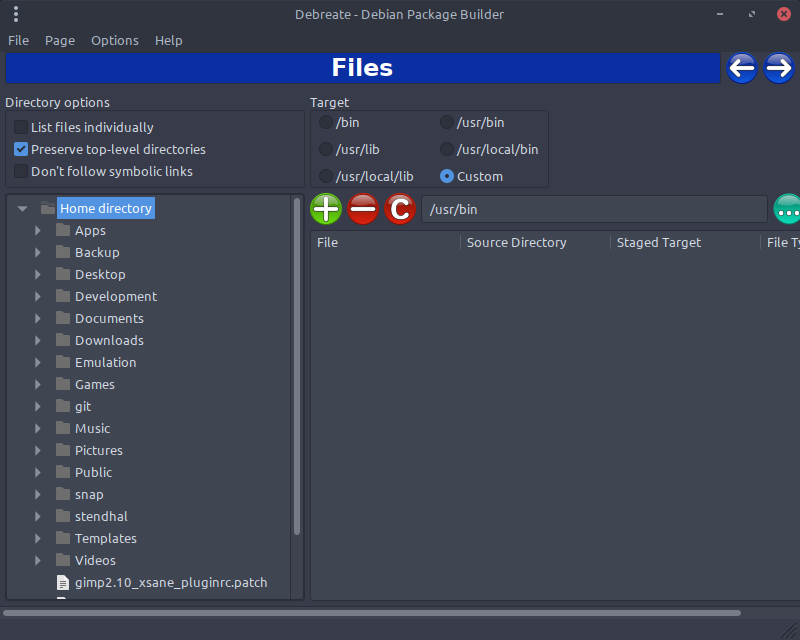 Debreate - Debian Package Builder
File Page Options Help
Files
Directory options
List files individually
Preserve top-level directories
Don't follow symbolic links
Target
/bin /usr/bin
/usr/lib /usr/local/bin
/usr/local/lib Custom
Home directory
Apps
Backup
Desktop
Development
Documents
Downloads
Emulation
Games
git
Music
Pictures
Public
snap
stendhal
Templates
Videos
gimp2.10_xsane_pluginrc.patch
C /usr/bin
File Source Directory Staged Target File Ty